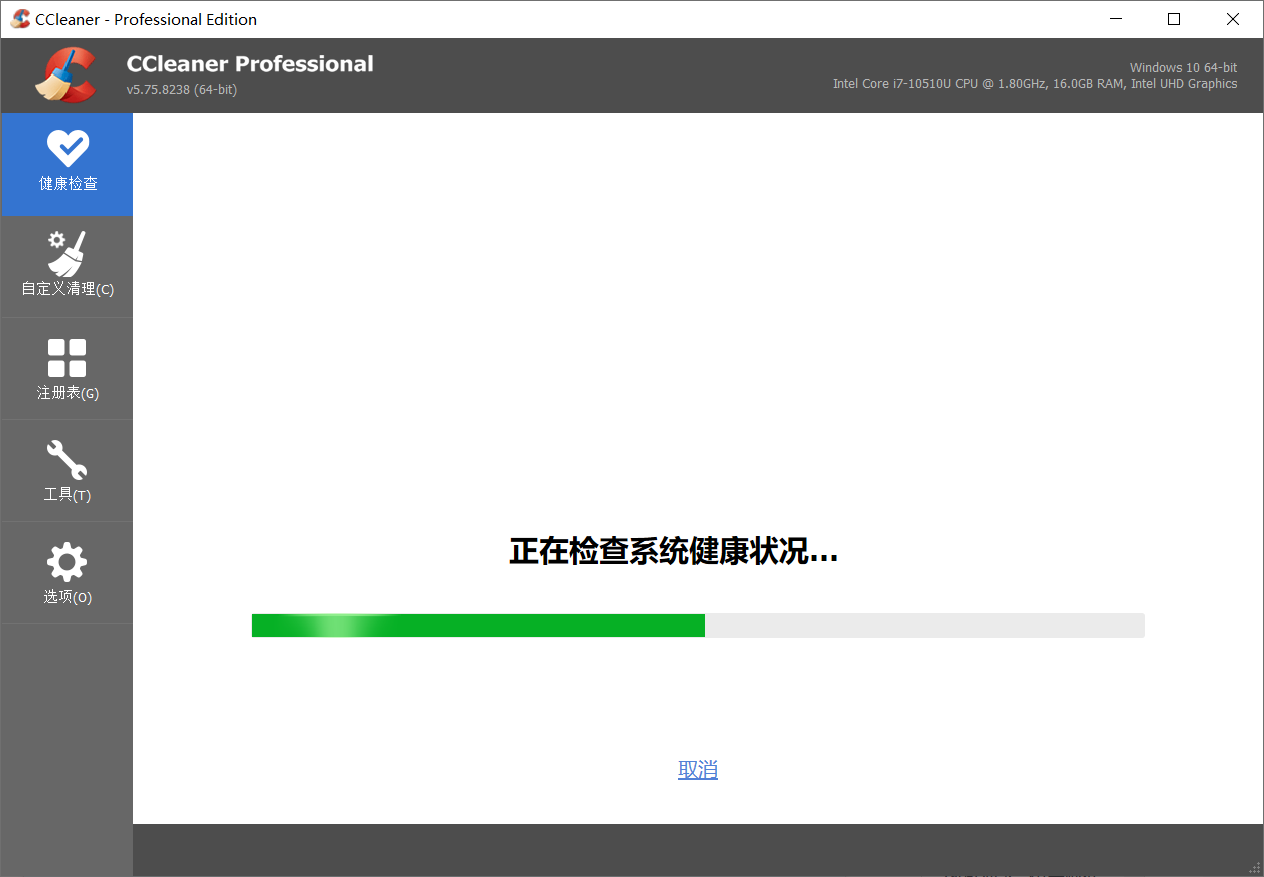 CCleaner - Professional Edition
CCleaner Professional
v5.75.8238 (64-bit)
Windows 10 64-bit
Intel Core i7-10510U CPU @ 1.80GHz, 16.0GB RAM, Intel UHD Graphics
健康检查
自定义清理(C)
注册表(G)
工具(T)
选项(O)
正在检查系统健康状况...
取消